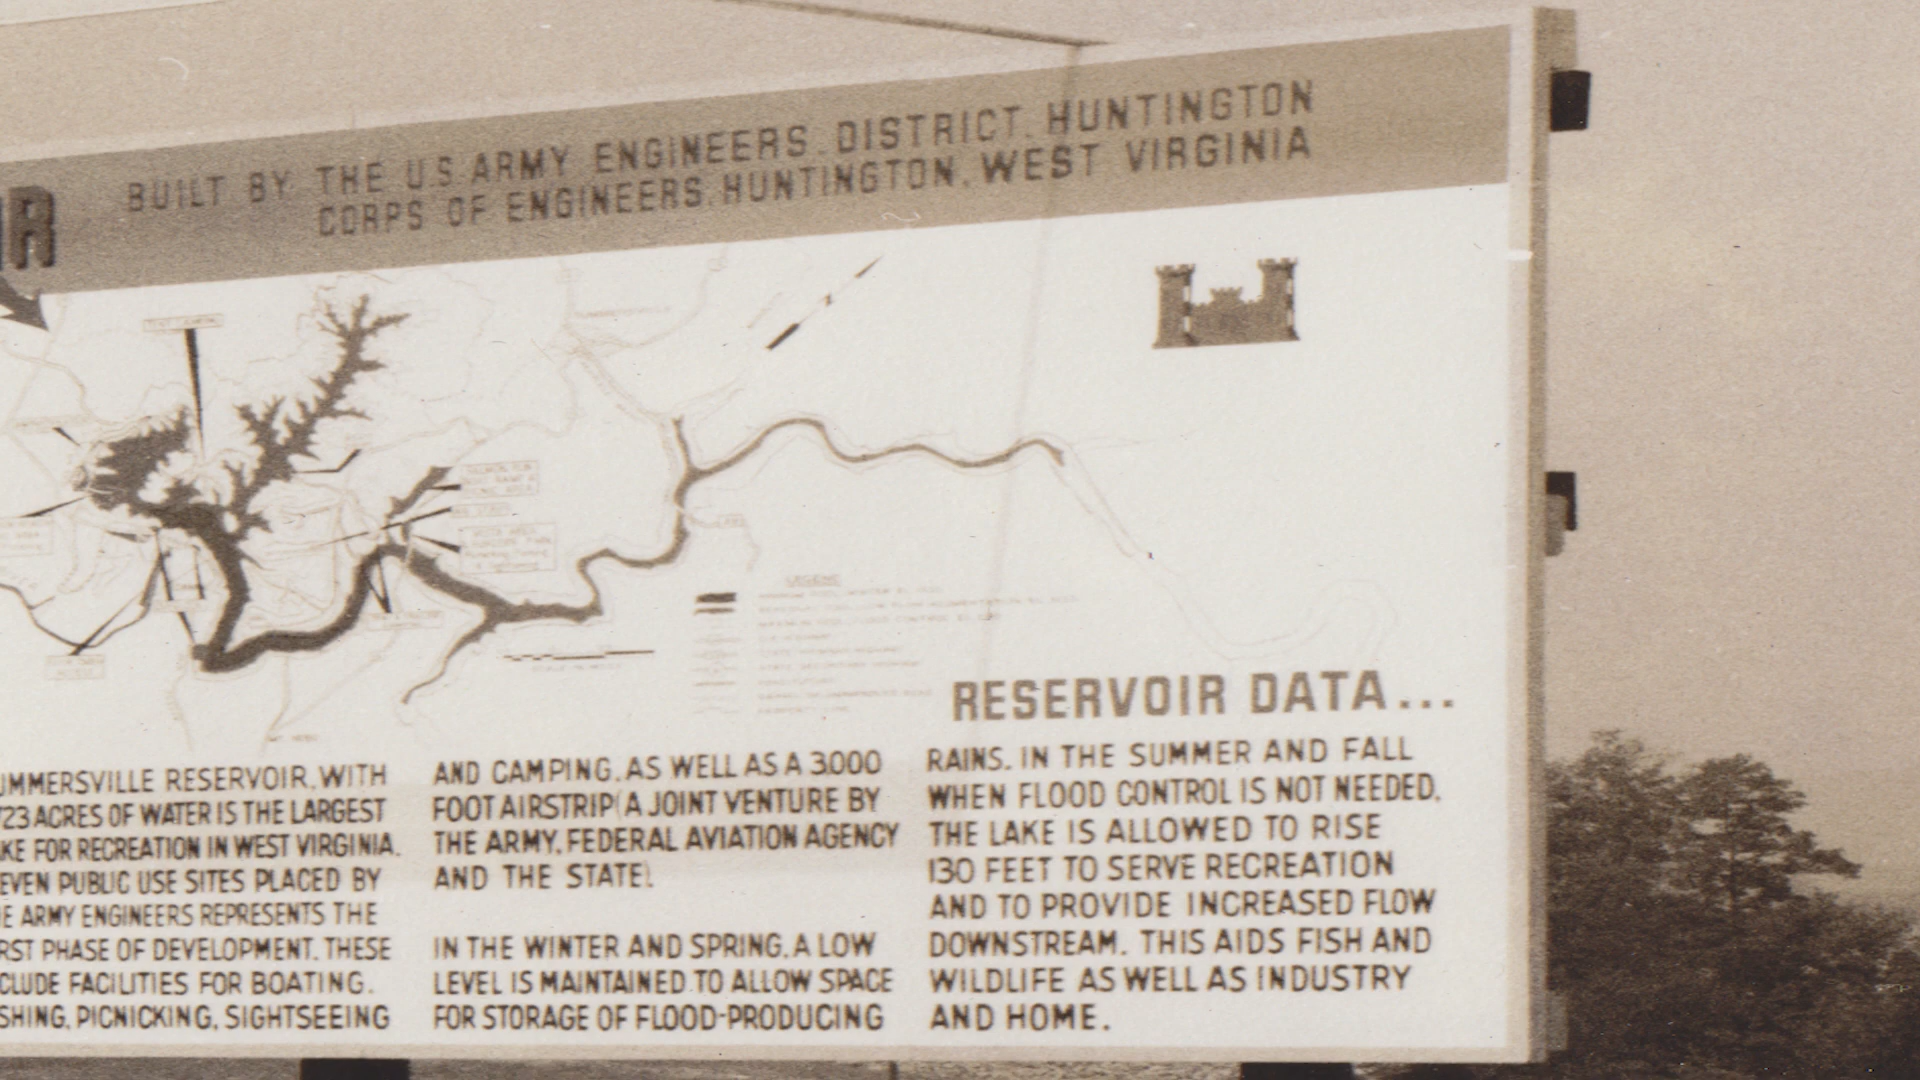 BUILT BY THE U.S. ARMY ENGINEERS DISTRICT. HUNTINGTON
CORPS OF ENGINEERS. HUNTINGTON. WEST VIRGINIA
LEGEND
RESERVOIR DATA...
UMMERSVILLE RESERVOIR, WITH
723 ACRES OF WATER IS THE LARGEST
KE FOR RECREATION IN WEST VIRGINIA.
EVEN PUBLIC USE SITES PLACED BY
E ARMY ENGINEERS REPRESENTS THE
RST PHASE OF DEVELOPMENT. THESE
CLUDE FACILITIES FOR BOATING.
SHING, PICNICKING, SIGHTSEEING
AND CAMPING, AS WELL AS A 3000
FOOT AIRSTRIP (A JOINT VENTURE BY
THE ARMY, FEDERAL AVIATION AGENCY
AND THE STATE).
IN THE WINTER AND SPRING, A LOW
LEVEL IS MAINTAINED TO ALLOW SPACE
FOR STORAGE OF FLOOD-PRODUCING
RAINS. IN THE SUMMER AND FALL
WHEN FLOOD CONTROL IS NOT NEEDED,
THE LAKE IS ALLOWED TO RISE
130 FEET TO SERVE RECREATION
AND TO PROVIDE INCREASED FLOW
DOWNSTREAM. THIS AIDS FISH AND
WILDLIFE AS WELL AS INDUSTRY
AND HOME.